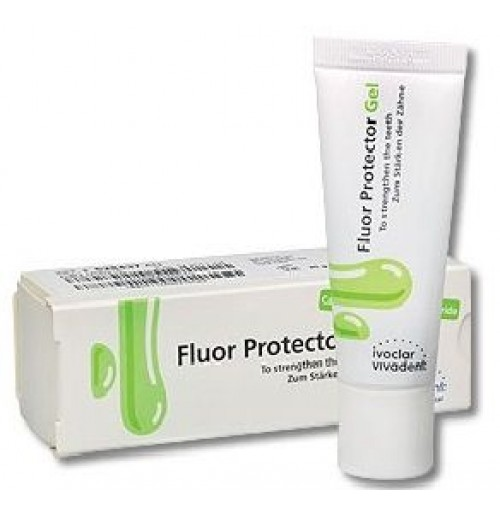 Fluor Protector Gel
To strengthen the teeth
Zum Stärken der Zähne
ivoclar
vivadent:
Fluor Protector
To strengthen the
Zum Stärke